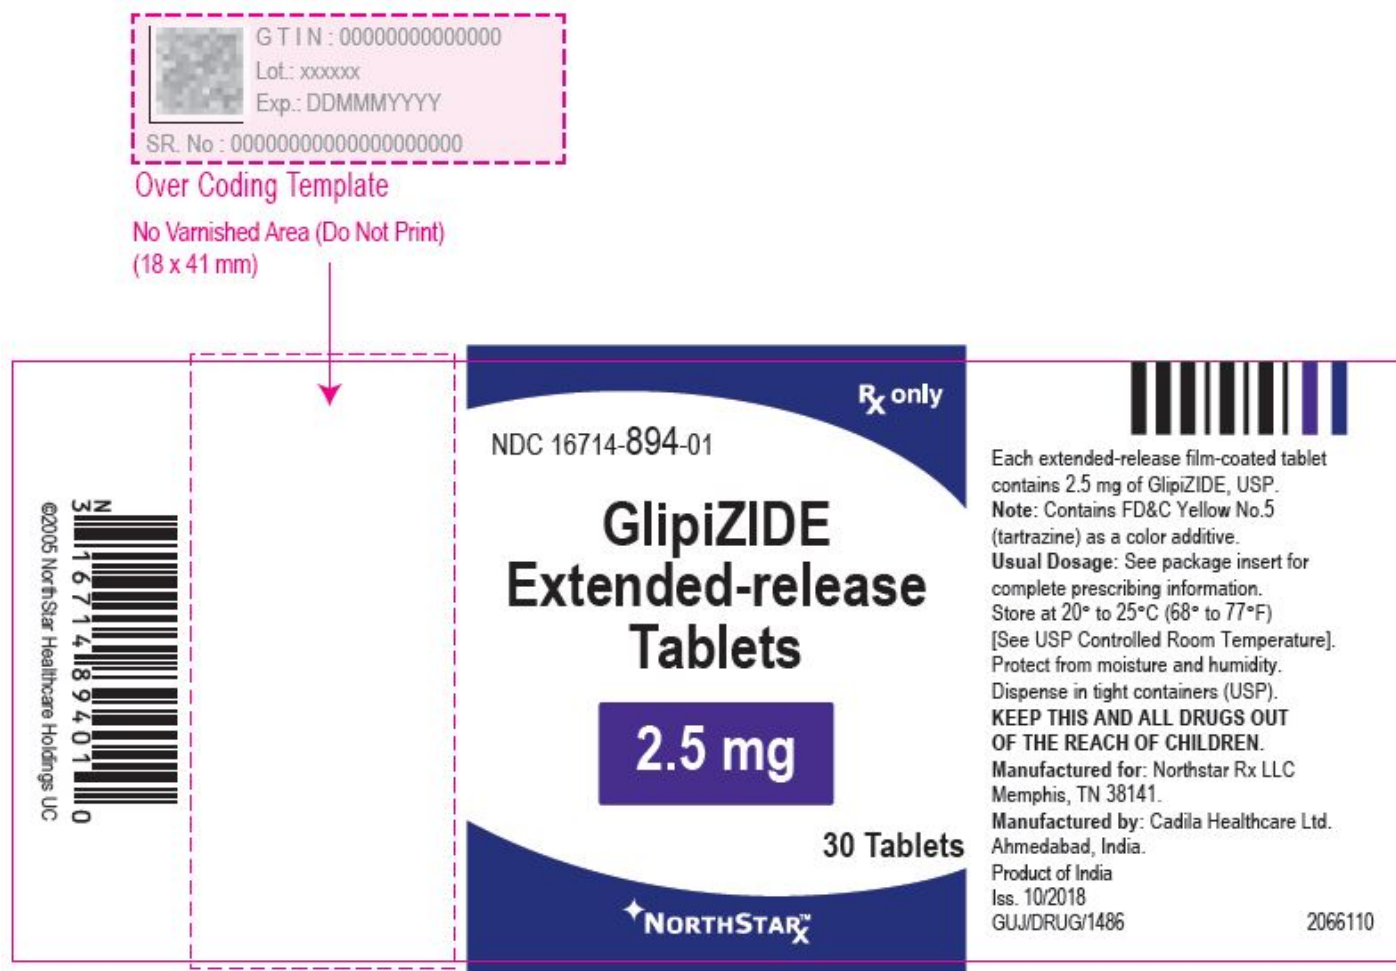 G T I N : 00000000000000
Lot.: xxxxxx
Exp.: DDMMMYYYY
SR. No : 00000000000000000000
Over Coding Template
No Varnished Area (Do Not Print)
(18 x 41 mm)
N
3 16714 89401 0
©2005 NorthStar Healthcare Holdings UC
Rx only
NDC 16714-894-01
GlipiZIDE
Extended-release
Tablets
2.5 mg
30 Tablets
NORTHSTARX™
Each extended-release film-coated tablet
contains 2.5 mg of GlipiZIDE, USP.
Note: Contains FD&C Yellow No.5
(tartrazine) as a color additive.
Usual Dosage: See package insert for
complete prescribing information.
Store at 20° to 25°C (68° to 77°F)
[See USP Controlled Room Temperature].
Protect from moisture and humidity.
Dispense in tight containers (USP).
KEEP THIS AND ALL DRUGS OUT
OF THE REACH OF CHILDREN.
Manufactured for: Northstar Rx LLC
Memphis, TN 38141.
Manufactured by: Cadila Healthcare Ltd.
Ahmedabad, India.
Product of India
Iss. 10/2018
GUJ/DRUG/1486 2066110